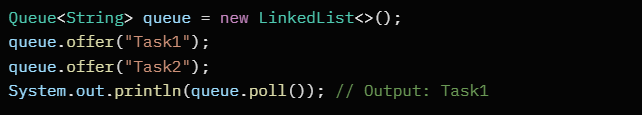 Queue<String> queue = new LinkedList<>();
queue.offer("Task1");
queue.offer("Task2");
System.out.println(queue.poll()); // Output: Task1